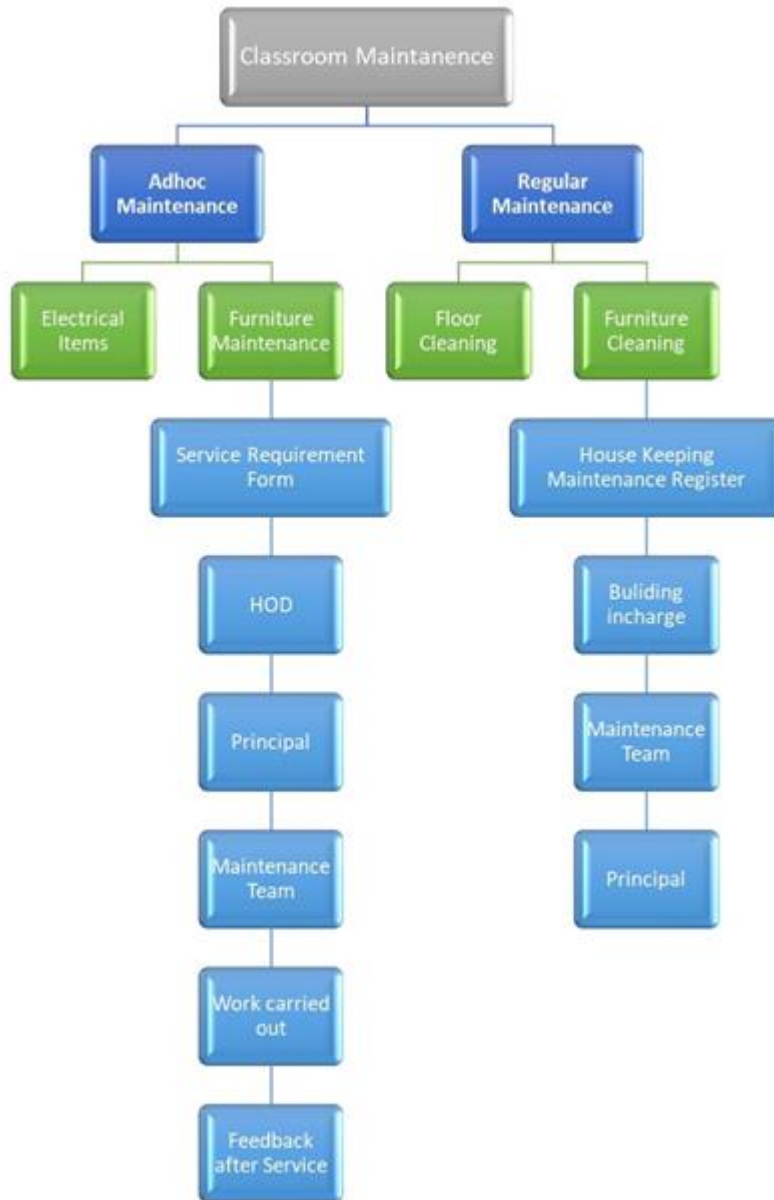 Classroom Maintanence
Adhoc
Maintenance
Regular
Maintenance
Electrical
Items
Furniture
Maintenance
Floor
Cleaning
Furniture
Cleaning
Service Requirement
Form
House Keeping
Maintenance Register
HOD
Buliding
incharge
Principal
Maintenance
Team
Maintenance
Team
Principal
Work carried
out
Feedback
after Service